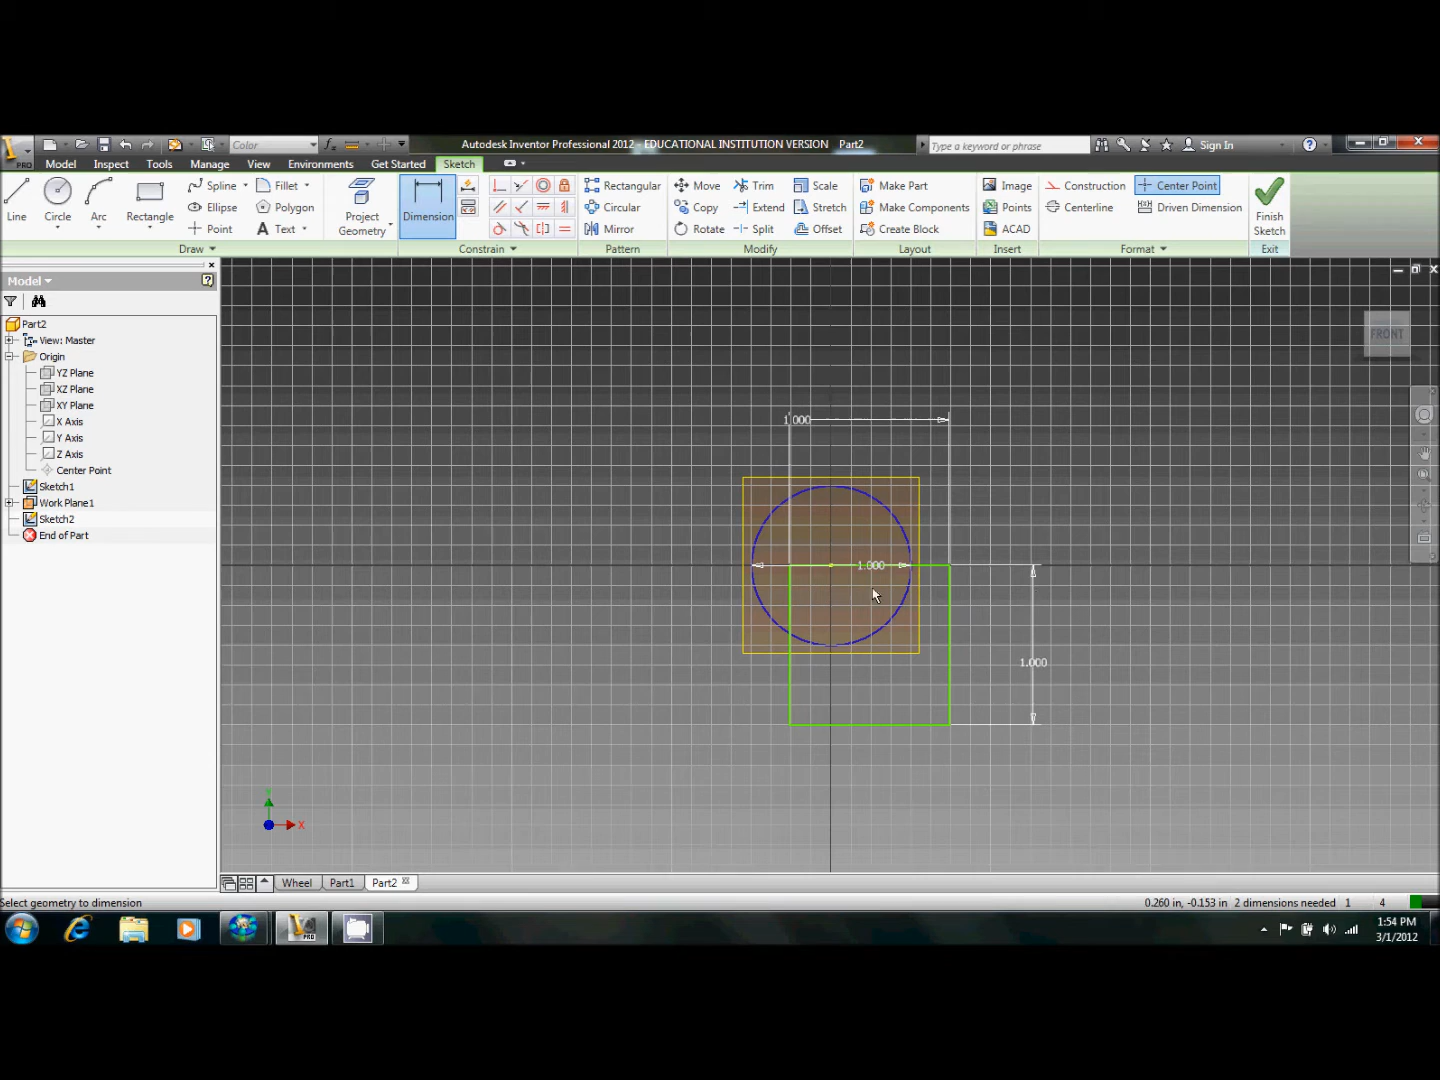 Color
Autodesk Inventor Professional 2012 - EDUCATIONAL INSTITUTION VERSION Part2
Type a keyword or phrase
Sign In
PRO
Model Inspect Tools Manage View Environments Get Started Sketch
Line
Circle
Arc
Rectangle
Spline
Ellipse
Point
Fillet
Polygon
Text
Project Geometry
Dimension
Rectangular
Circular
Mirror
Move
Copy
Rotate
Trim
Extend
Split
Scale
Stretch
Offset
Make Part
Make Components
Create Block
Image
Points
ACAD
Construction
Centerline
Center Point
Driven Dimension
Finish Sketch
Draw Constrain Pattern Modify Layout Insert Format Exit
Model
Part2
View: Master
Origin
YZ Plane
XZ Plane
XY Plane
X Axis
Y Axis
Z Axis
Center Point
Sketch1
Work Plane1
Sketch2
End of Part
FRONT
1.000
1.000
1.000
X
Wheel Part1 Part2
Select geometry to dimension
0.260 in, -0.153 in 2 dimensions needed 1 4
PRO
1:54 PM
3/1/2012